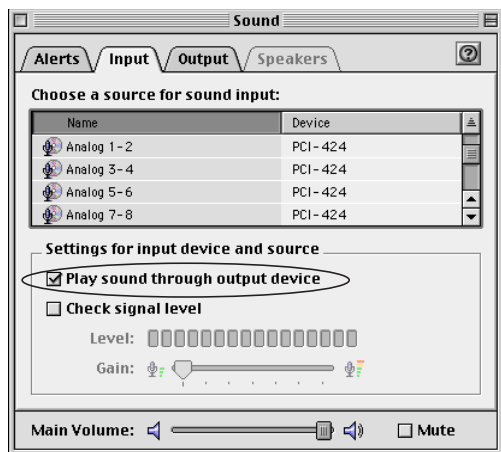 Sound
Alerts Input Output Speakers ?
Choose a source for sound input:
Name Device
Analog 1-2 PCI-424
Analog 3-4 PCI-424
Analog 5-6 PCI-424
Analog 7-8 PCI-424
Settings for input device and source
Play sound through output device
Check signal level
Level:
Gain:
Main Volume: Mute